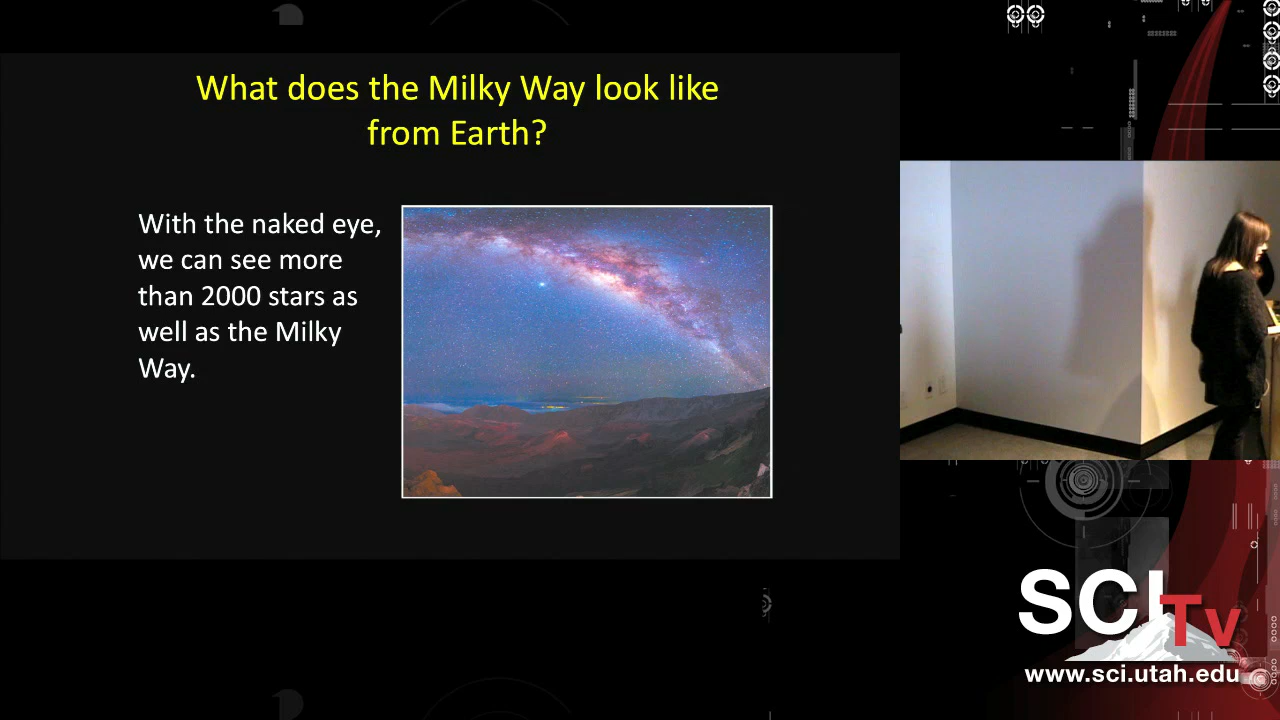 What does the Milky Way look like
from Earth?
With the naked eye,
we can see more
than 2000 stars as
well as the Milky
Way.
SCI
Tv
www.sci.utah.edu